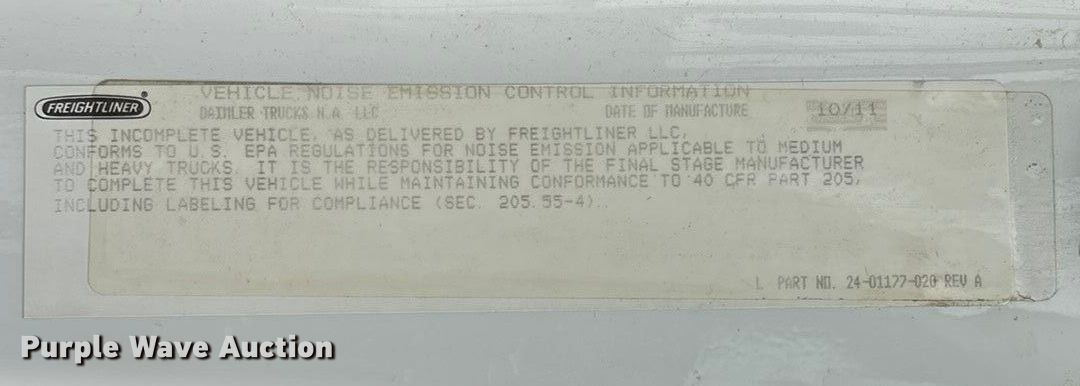 VEHICLE NOISE EMISSION CONTROL INFORMATION
FREIGHTLINER
DAIMLER TRUCKS N.A. LLC DATE OF MANUFACTURE 10/11
THIS INCOMPLETE VEHICLE, AS DELIVERED BY FREIGHTLINER LLC,
CONFORMS TO U.S. EPA REGULATIONS FOR NOISE EMISSION APPLICABLE TO MEDIUM
AND HEAVY TRUCKS. IT IS THE RESPONSIBILITY OF THE FINAL STAGE MANUFACTURER
TO COMPLETE THIS VEHICLE WHILE MAINTAINING CONFORMANCE TO 40 CFR PART 205,
INCLUDING LABELING FOR COMPLIANCE (SEC. 205.55-4).
L PART NO. 24-01177-020 REV A
Purple Wave Auction